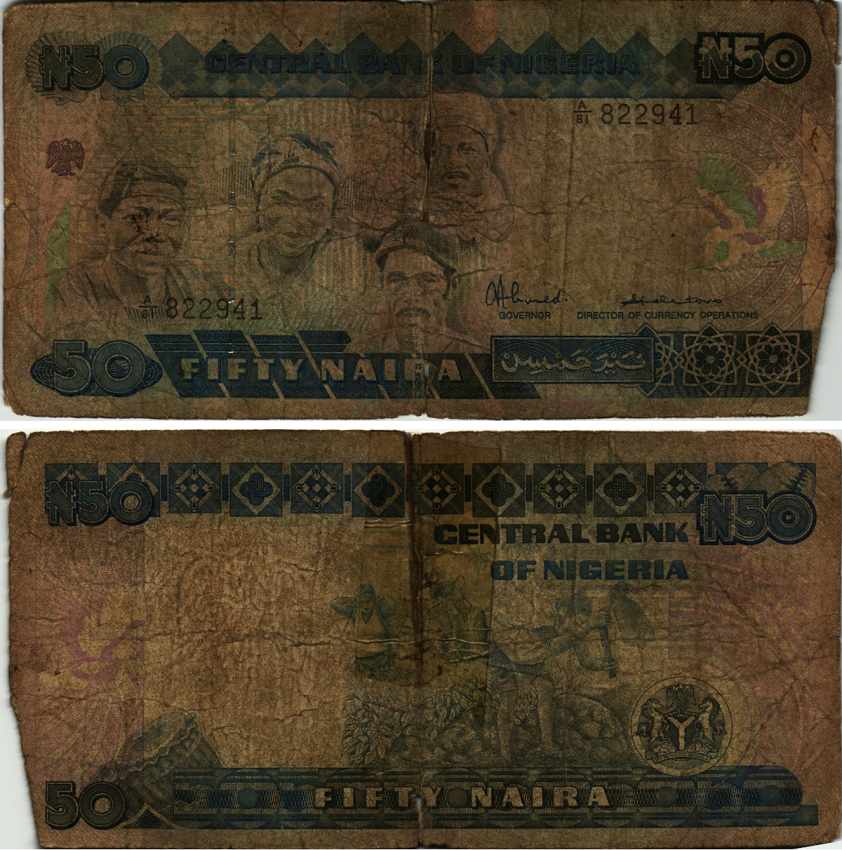 ₦50
CENTRAL BANK OF NIGERIA
₦50
A/81 822941
A/81 822941
GOVERNOR
DIRECTOR OF CURRENCY OPERATIONS
50
FIFTY NAIRA
₦50
₦50
CENTRAL BANK
OF NIGERIA
50
FIFTY NAIRA